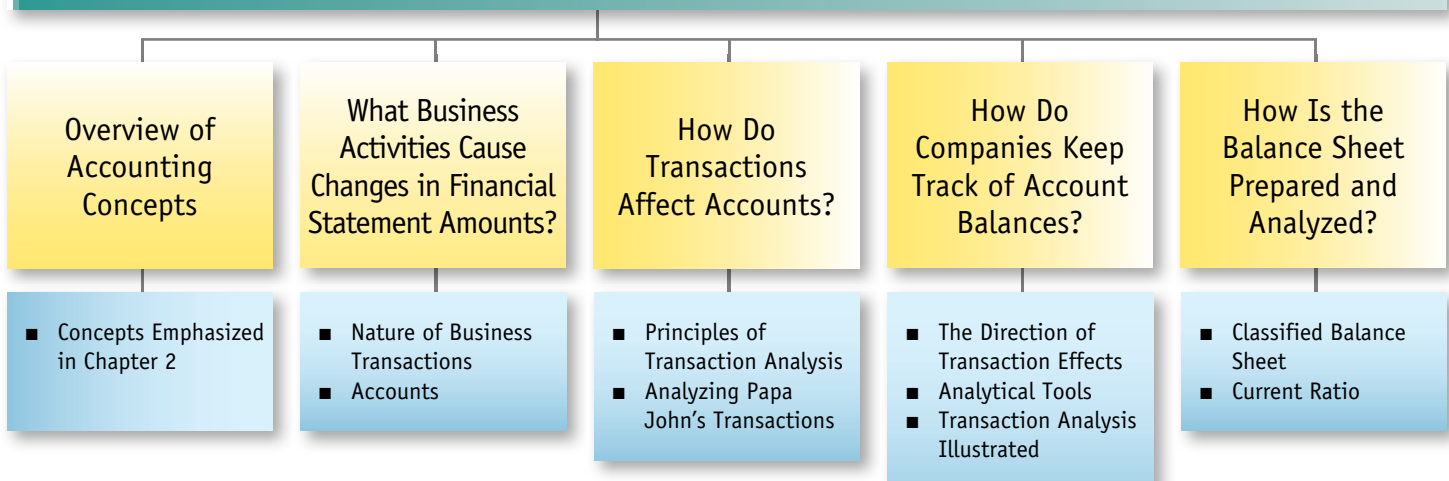 Overview of
Accounting
Concepts
What Business
Activities Cause
Changes in Financial
Statement Amounts?
How Do
Transactions
Affect Accounts?
How Do
Companies Keep
Track of Account
Balances?
How Is the
Balance Sheet
Prepared and
Analyzed?
■ Concepts Emphasized
in Chapter 2
■ Nature of Business
Transactions
■ Accounts
■ Principles of
Transaction Analysis
■ Analyzing Papa
John's Transactions
■ The Direction of
Transaction Effects
■ Analytical Tools
■ Transaction Analysis
Illustrated
■ Classified Balance
Sheet
■ Current Ratio